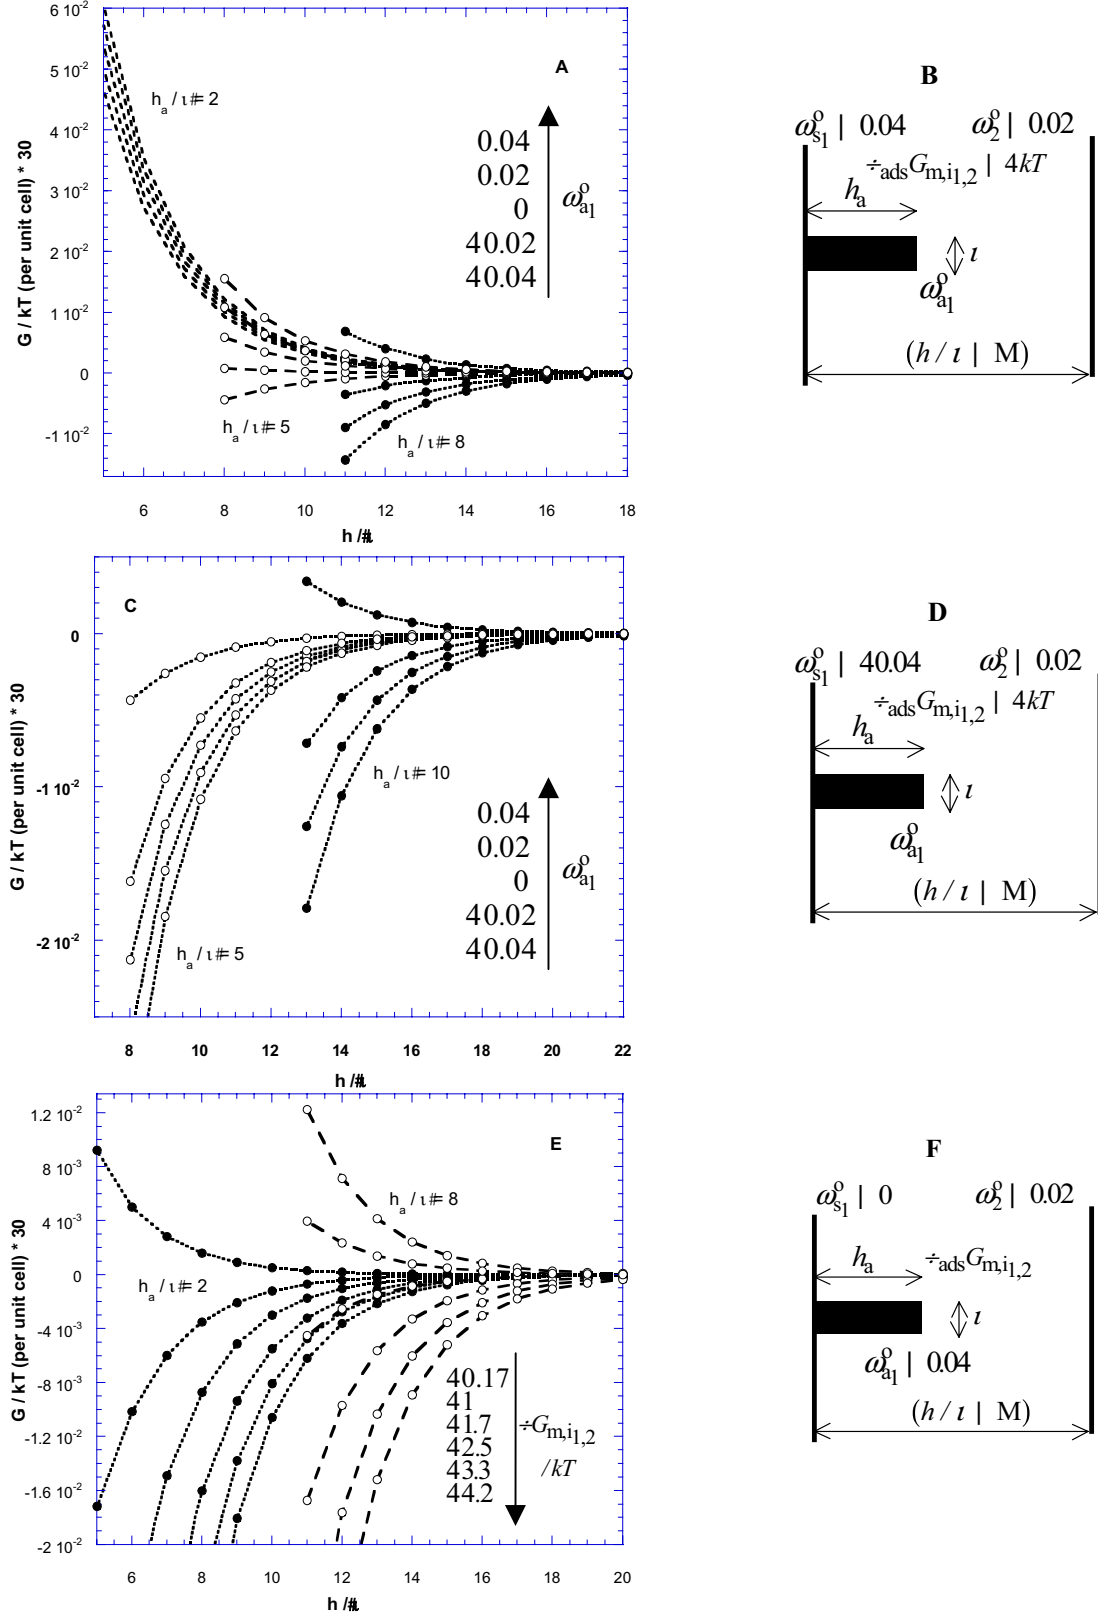 6 10⁻²
5 10⁻²
4 10⁻²
3 10⁻²
2 10⁻²
1 10⁻²
0
-1 10⁻²
G / kT (per unit cell) * 30
A
hₐ / ι ⧣ 2
0.04
0.02
0
40.02
40.04
ωₐ₁ᵒ
hₐ / ι ⧣ 5
hₐ / ι ⧣ 8
6 8 10 12 14 16 18
h /#ι
B
ωₛ₁ᵒ | 0.04 ω₂ᵒ | 0.02
÷ads Gm,i1,2 | 4kT
hₐ
ι
ωₐ₁ᵒ
(h / ι | M)
C
0
-1 10⁻²
-2 10⁻²
G / kT (per unit cell) * 30
hₐ / ι ⧣ 10
0.04
0.02
0
40.02
40.04
ωₐ₁ᵒ
hₐ / ι ⧣ 5
8 10 12 14 16 18 20 22
h /#ι
D
ωₛ₁ᵒ | 40.04 ω₂ᵒ | 0.02
÷ads Gm,i1,2 | 4kT
hₐ
ι
ωₐ₁ᵒ
(h / ι | M)
1.2 10⁻²
8 10⁻³
4 10⁻³
0
-4 10⁻³
-8 10⁻³
-1.2 10⁻²
-1.6 10⁻²
-2 10⁻²
G / kT (per unit cell) * 30
E
hₐ / ι ⧣ 8
hₐ / ι ⧣ 2
40.17
41
41.7
42.5
43.3
44.2
÷Gm,i1,2
/kT
6 8 10 12 14 16 18 20
h /#ι
F
ωₛ₁ᵒ | 0 ω₂ᵒ | 0.02
hₐ ÷ads Gm,i1,2
ι
ωₐ₁ᵒ | 0.04
(h / ι | M)